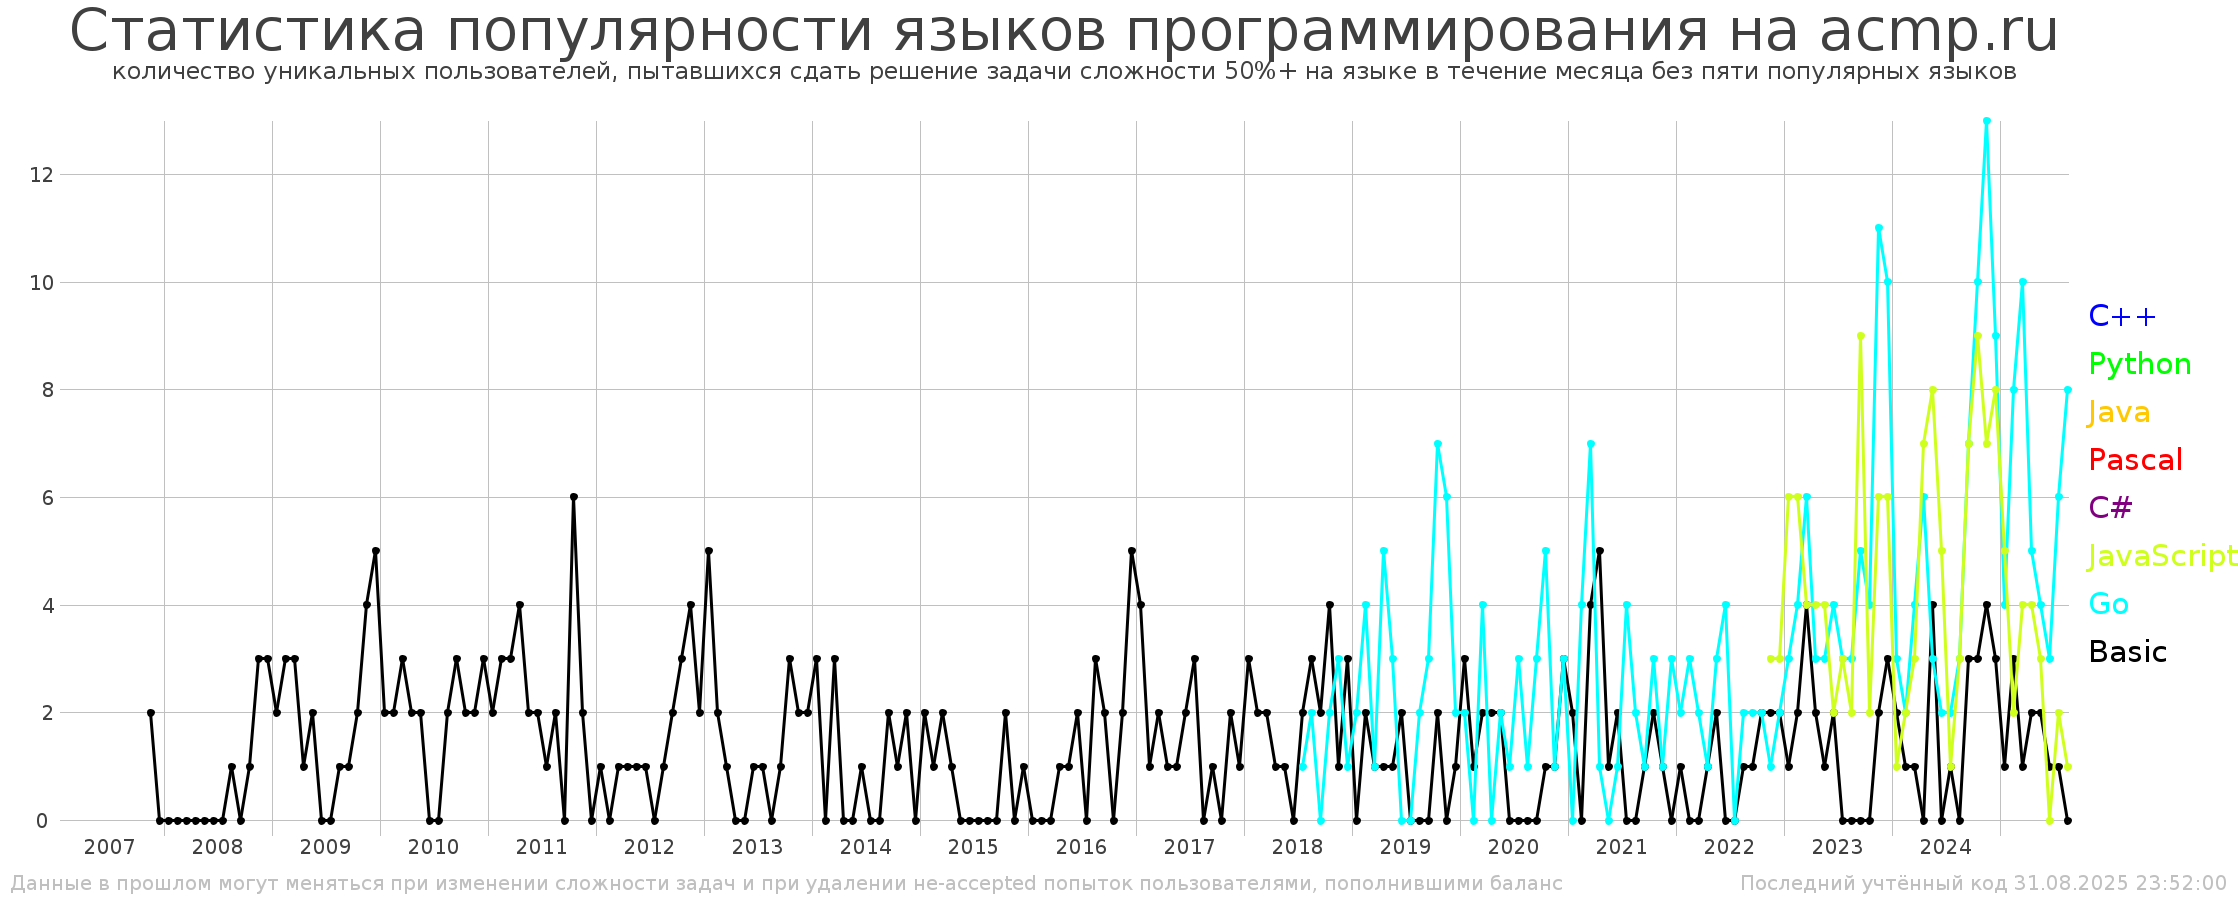 Статистика популярности языков программирования на acmp.ru
количество уникальных пользователей, пытавшихся сдать решение задачи сложности 50%+ на языке в течение месяца без пяти популярных языков
12
10
8
6
4
2
0
2007 2008 2009 2010 2011 2012 2013 2014 2015 2016 2017 2018 2019 2020 2021 2022 2023 2024
C++
Python
Java
Pascal
C#
JavaScript
Go
Basic
Данные в прошлом могут меняться при изменении сложности задач и при удалении не-accepted попыток пользователями, пополнившими баланс
Последний учтённый код 31.08.2025 23:52:00